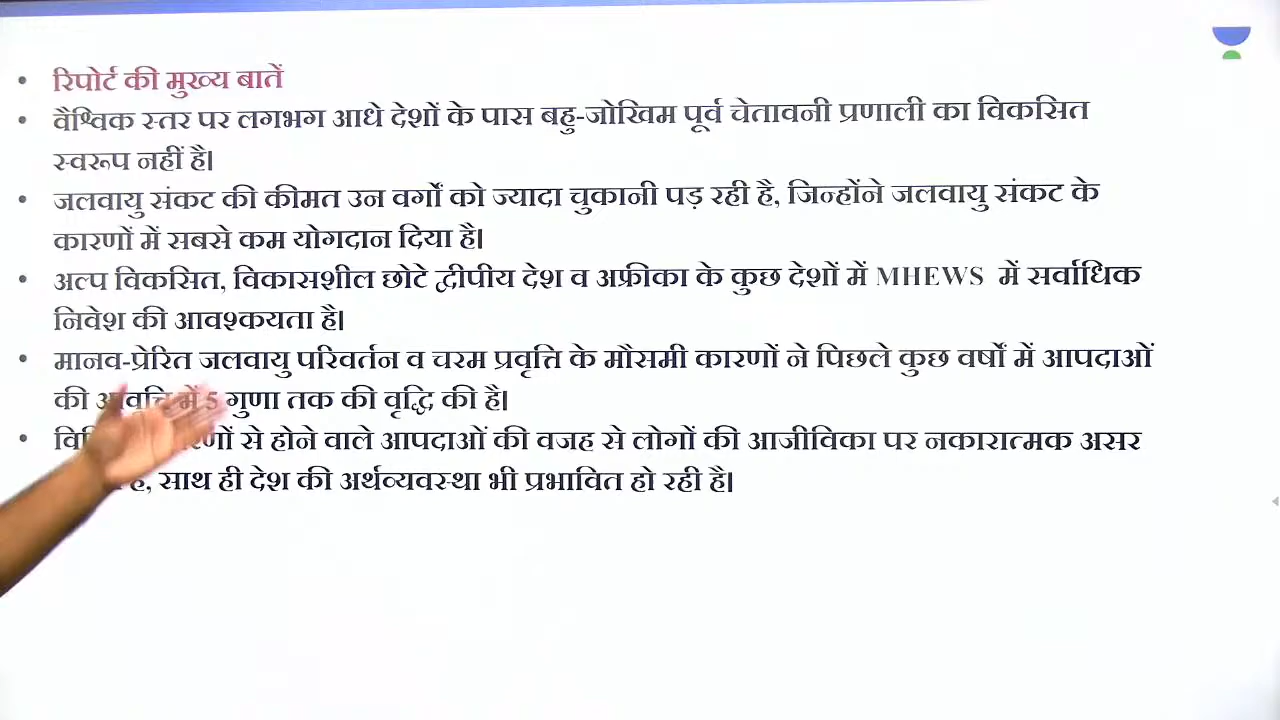 रिपोर्ट की मुख्य बातें
वैश्विक स्तर पर लगभग आधे देशों के पास बहु-जोखिम पूर्व चेतावनी प्रणाली का विकसित
स्वरूप नहीं है।
जलवायु संकट की कीमत उन वर्गों को ज्यादा चुकानी पड़ रही है, जिन्होंने जलवायु संकट के
कारणों में सबसे कम योगदान दिया है।
अल्प विकसित, विकासशील छोटे द्वीपीय देश व अफ्रीका के कुछ देशों में MHEWS में सर्वाधिक
निवेश की आवश्कयता है।
मानव-प्रेरित जलवायु परिवर्तन व चरम प्रवृत्ति के मौसमी कारणों ने पिछले कुछ वर्षों में आपदाओं
की में 5 गुणा तक की वृद्धि की है।
से होने वाले आपदाओं की वजह से लोगों की आजीविका पर नकारात्मक असर
है, साथ ही देश की अर्थव्यवस्था भी प्रभावित हो रही है।